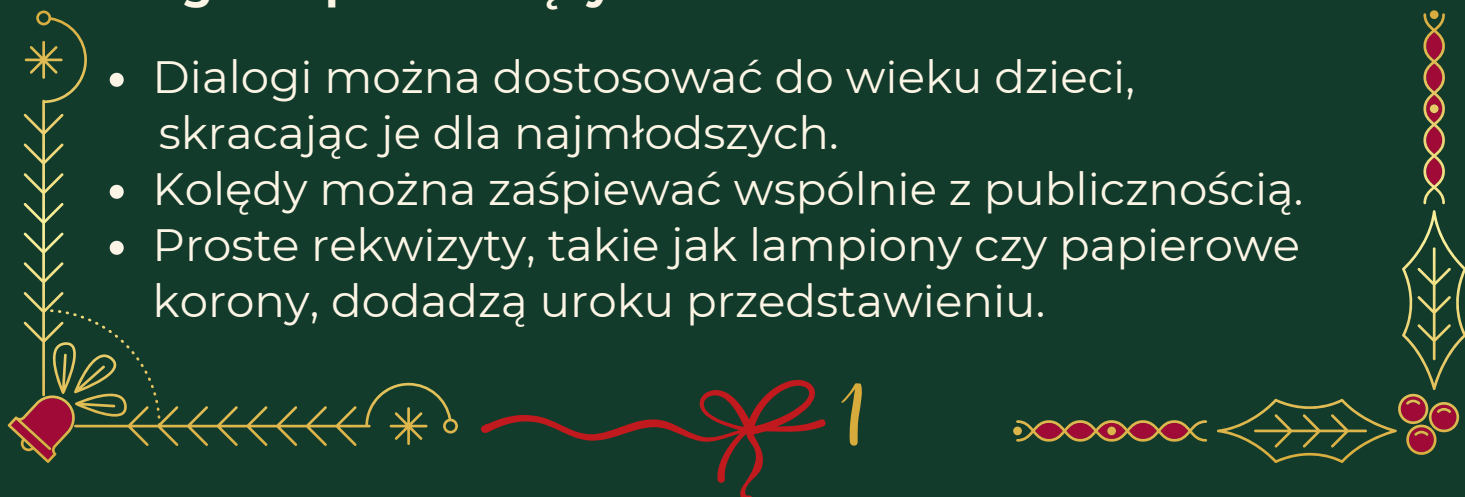 • Dialogi można dostosować do wieku dzieci,
skracając je dla najmłodszych.
• Kolędy można zaśpiewać wspólnie z publicznością.
• Proste rekwizyty, takie jak lampiony czy papierowe
korony, dodadzą uroku przedstawieniu.
1